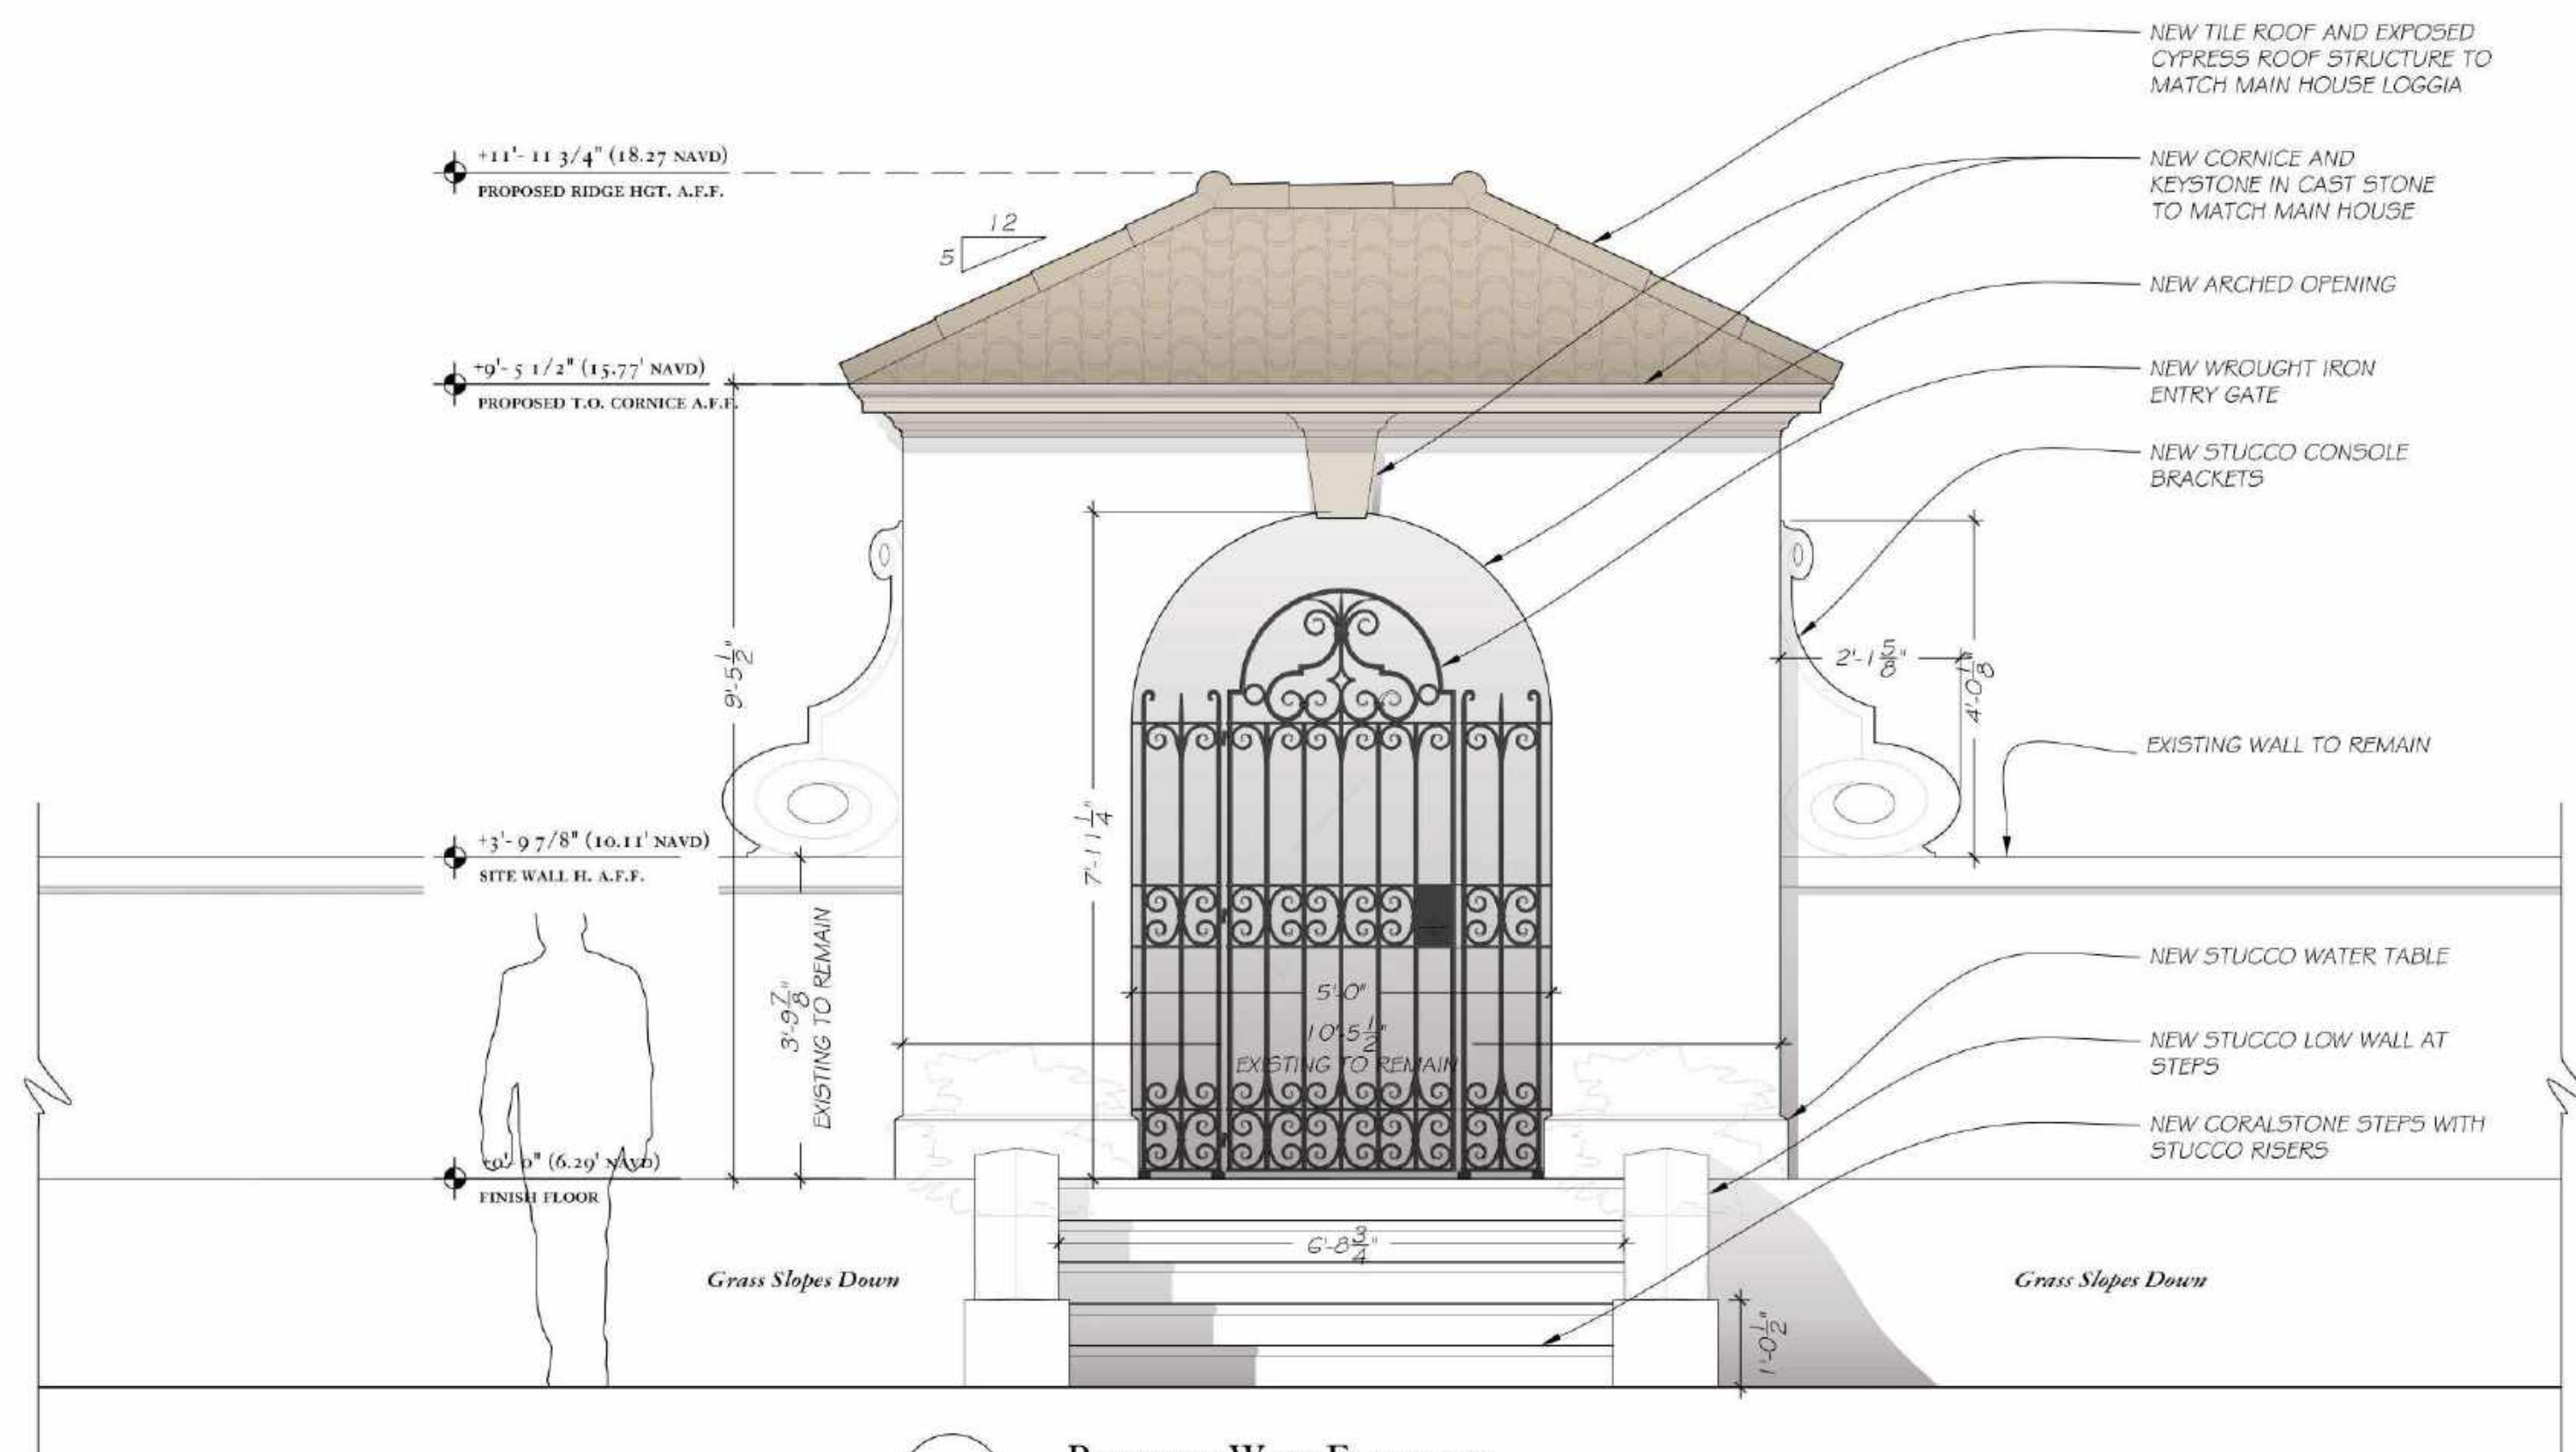 NEW TILE ROOF AND EXPOSED
CYPRESS ROOF STRUCTURE TO
MATCH MAIN HOUSE LOGGIA
+11'- 11 3/4" (18.27 NAVD)
PROPOSED RIDGE HGT. A.F.F.
NEW CORNICE AND
KEYSTONE IN CAST STONE
TO MATCH MAIN HOUSE
12
5
NEW ARCHED OPENING
+9'- 5 1/2" (15.77' NAVD)
PROPOSED T.O. CORNICE A.F.F.
NEW WROUGHT IRON
ENTRY GATE
NEW STUCCO CONSOLE
BRACKETS
9'-5 1/2"
2'-1 5/8"
4'-0 1/8"
EXISTING WALL TO REMAIN
7'-11 1/4"
+3'- 9 7/8" (10.11' NAVD)
SITE WALL H. A.F.F.
3'-9 7/8"
EXISTING TO REMAIN
NEW STUCCO WATER TABLE
5'-0"
10'-5 1/2"
EXISTING TO REMAIN
NEW STUCCO LOW WALL AT
STEPS
NEW CORALSTONE STEPS WITH
STUCCO RISERS
+0'- 0" (6.29' NAVD)
FINISH FLOOR
6'-8 3/4"
Grass Slopes Down
Grass Slopes Down
1'-0 1/2"